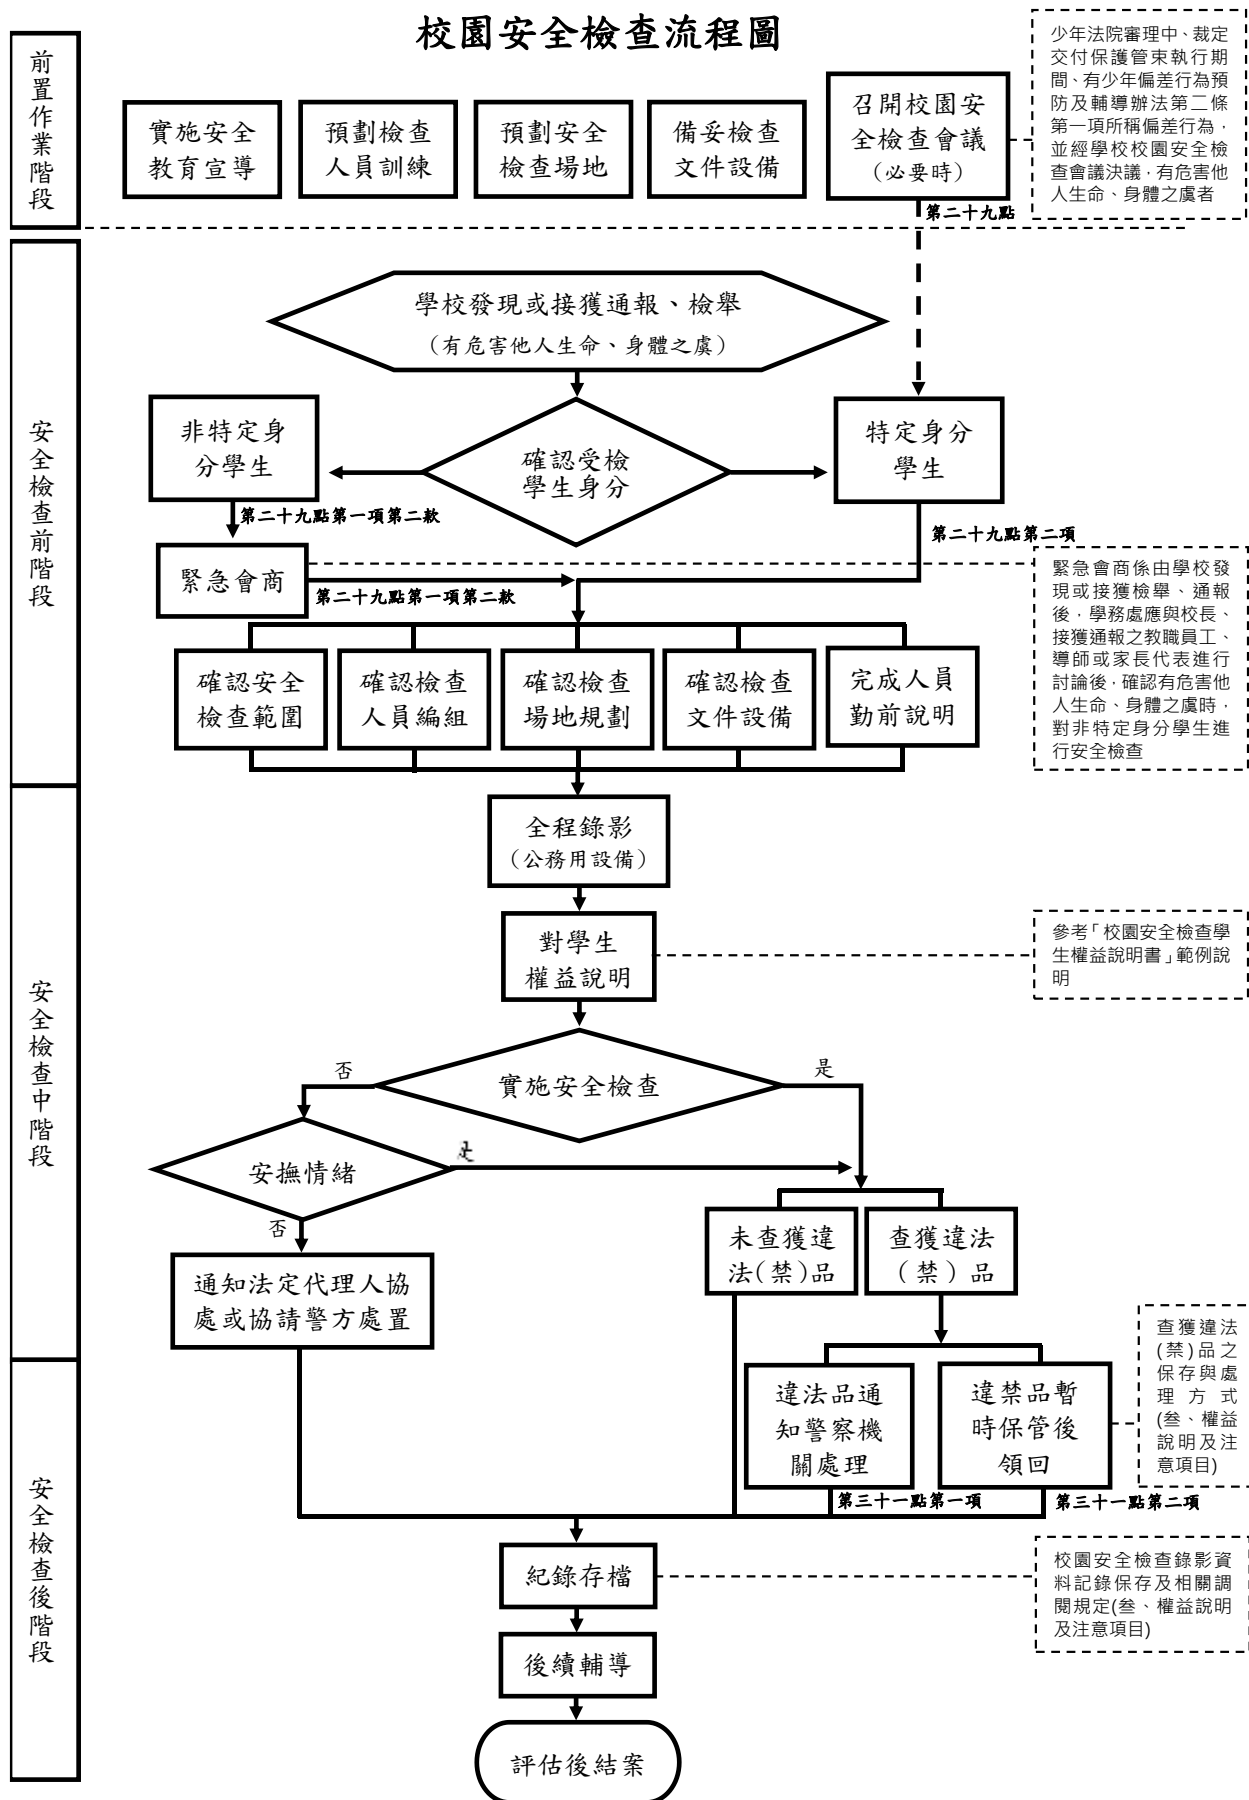 校園安全檢查流程圖
前置作業階段
實施安全
教育宣導
預劃檢查
人員訓練
預劃安全
檢查場地
備妥檢查
文件設備
召開校園安
全檢查會議
（必要時）
第二十九點
少年法院審理中、裁定
交付保護管束執行期
間、有少年偏差行為預
防及輔導辦法第二條
第一項所稱偏差行為，
並經學校校園安全檢
查會議決議，有危害他
人生命、身體之虞者
安全檢查前階段
學校發現或接獲通報、檢舉
（有危害他人生命、身體之虞）
非特定身
分學生
確認受檢
學生身分
特定身分
學生
第二十九點第一項第二款
第二十九點第二項
緊急會商
第二十九點第一項第二款
緊急會商係由學校發
現或接獲檢舉、通報
後，學務處應與校長、
接獲通報之教職員工、
導師或家長代表進行
討論後，確認有危害他
人生命、身體之虞時，
對非特定身分學生進
行安全檢查
確認安全
檢查範圍
確認檢查
人員編組
確認檢查
場地規劃
確認檢查
文件設備
完成人員
勤前說明
安全檢查中階段
全程錄影
（公務用設備）
對學生
權益說明
參考「校園安全檢查學
生權益說明書」範例說
明
實施安全檢查
否
是
安撫情緒
是
否
通知法定代理人協
處或協請警方處置
未查獲違
法(禁)品
查獲違法
（禁）品
違法品通
知警察機
關處理
違禁品暫
時保管後
領回
查獲違法
(禁)品之
保存與處
理方式
(叁、權益
說明及注
意項目)
第三十一點第一項
第三十一點第二項
安全檢查後階段
紀錄存檔
校園安全檢查錄影資
料記錄保存及相關調
閱規定(叁、權益說明
及注意項目)
後續輔導
評估後結案